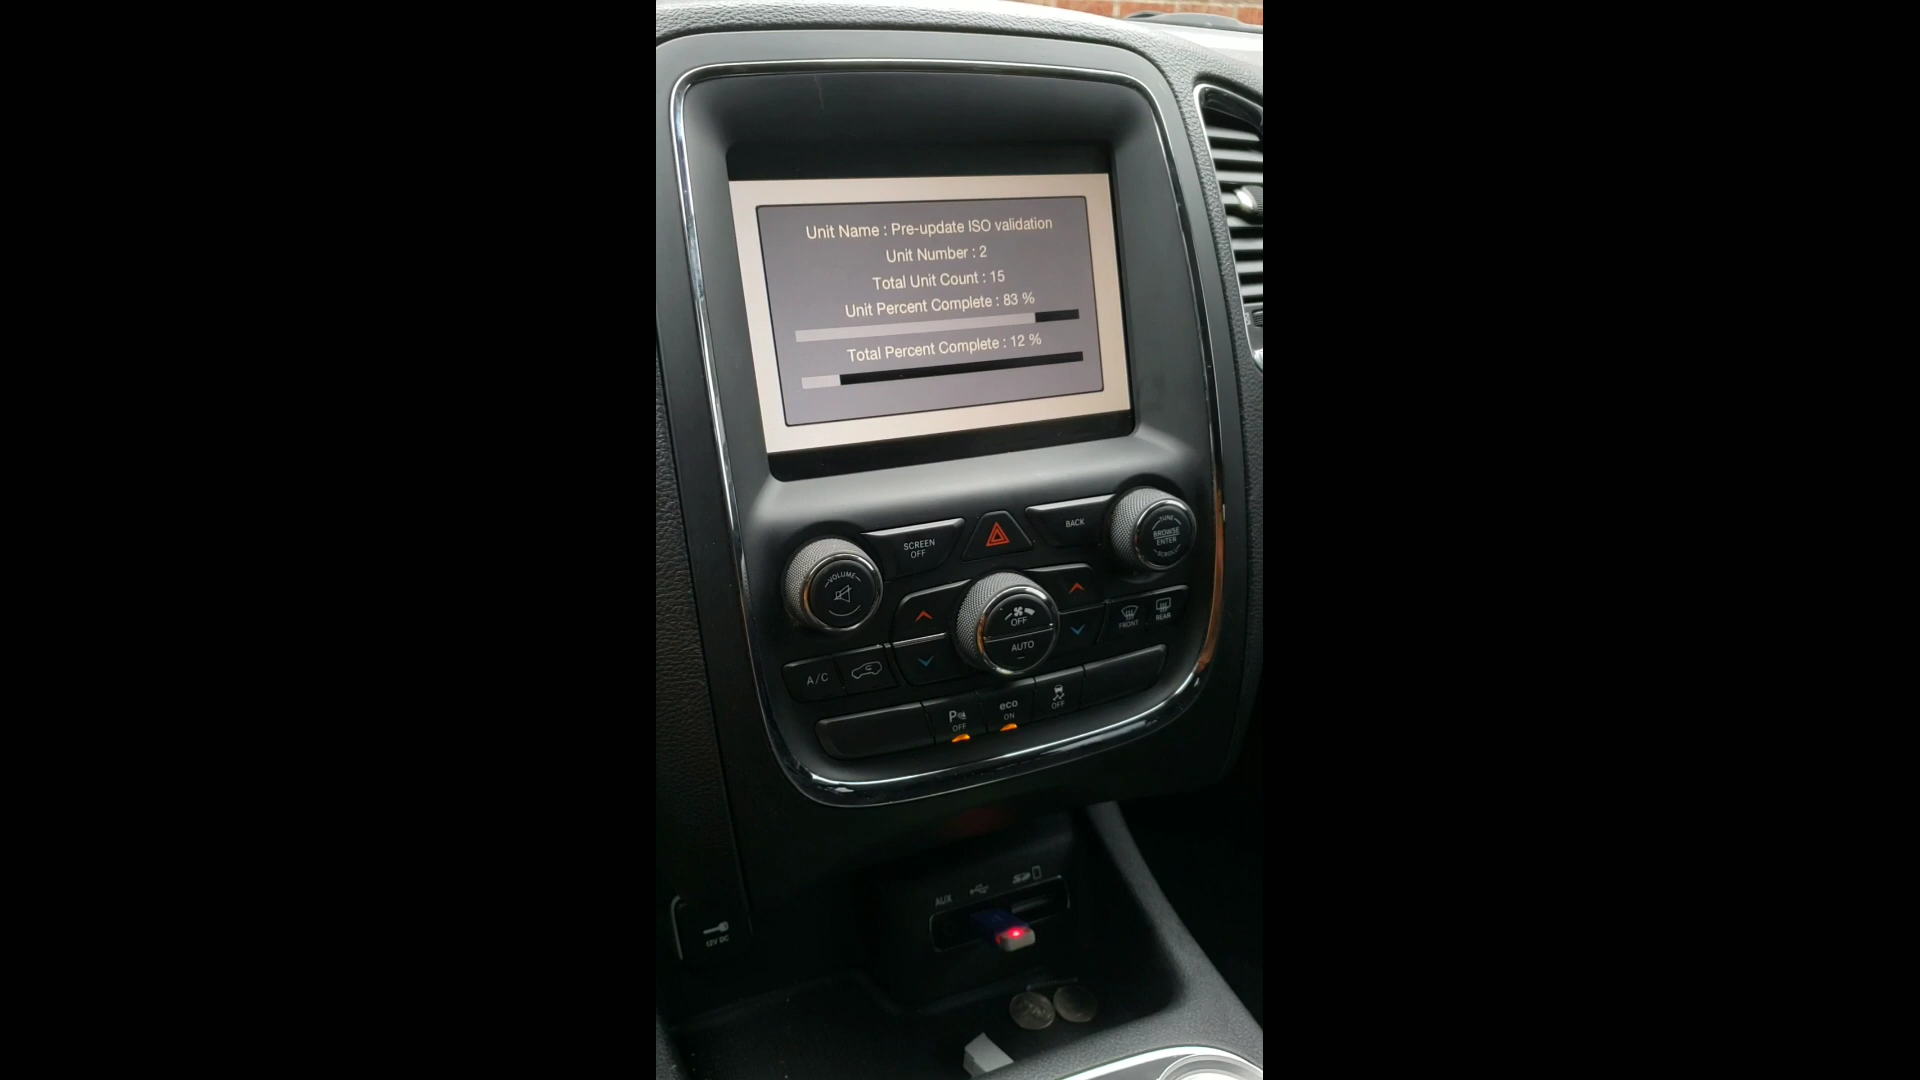 Unit Name : Pre-update ISO validation
Unit Number : 2
Total Unit Count : 15
Unit Percent Complete : 83 %
Total Percent Complete : 12 %
SCREEN
OFF
BACK
TUNE
BROWSE
ENTER
SCROLL
VOLUME
OFF
AUTO
FRONT
REAR
A/C
P
OFF
eco
ON
OFF
AUX
12V DC